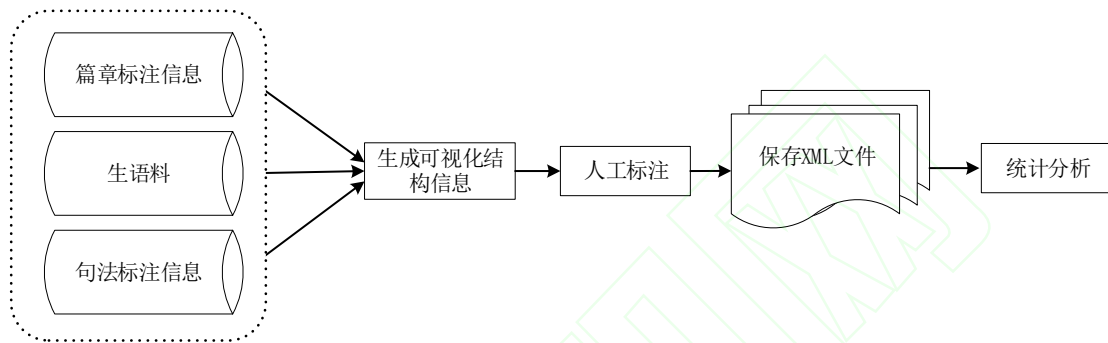 篇章标注信息
生语料
句法标注信息
生成可视化结
构信息
人工标注
保存XML文件
统计分析